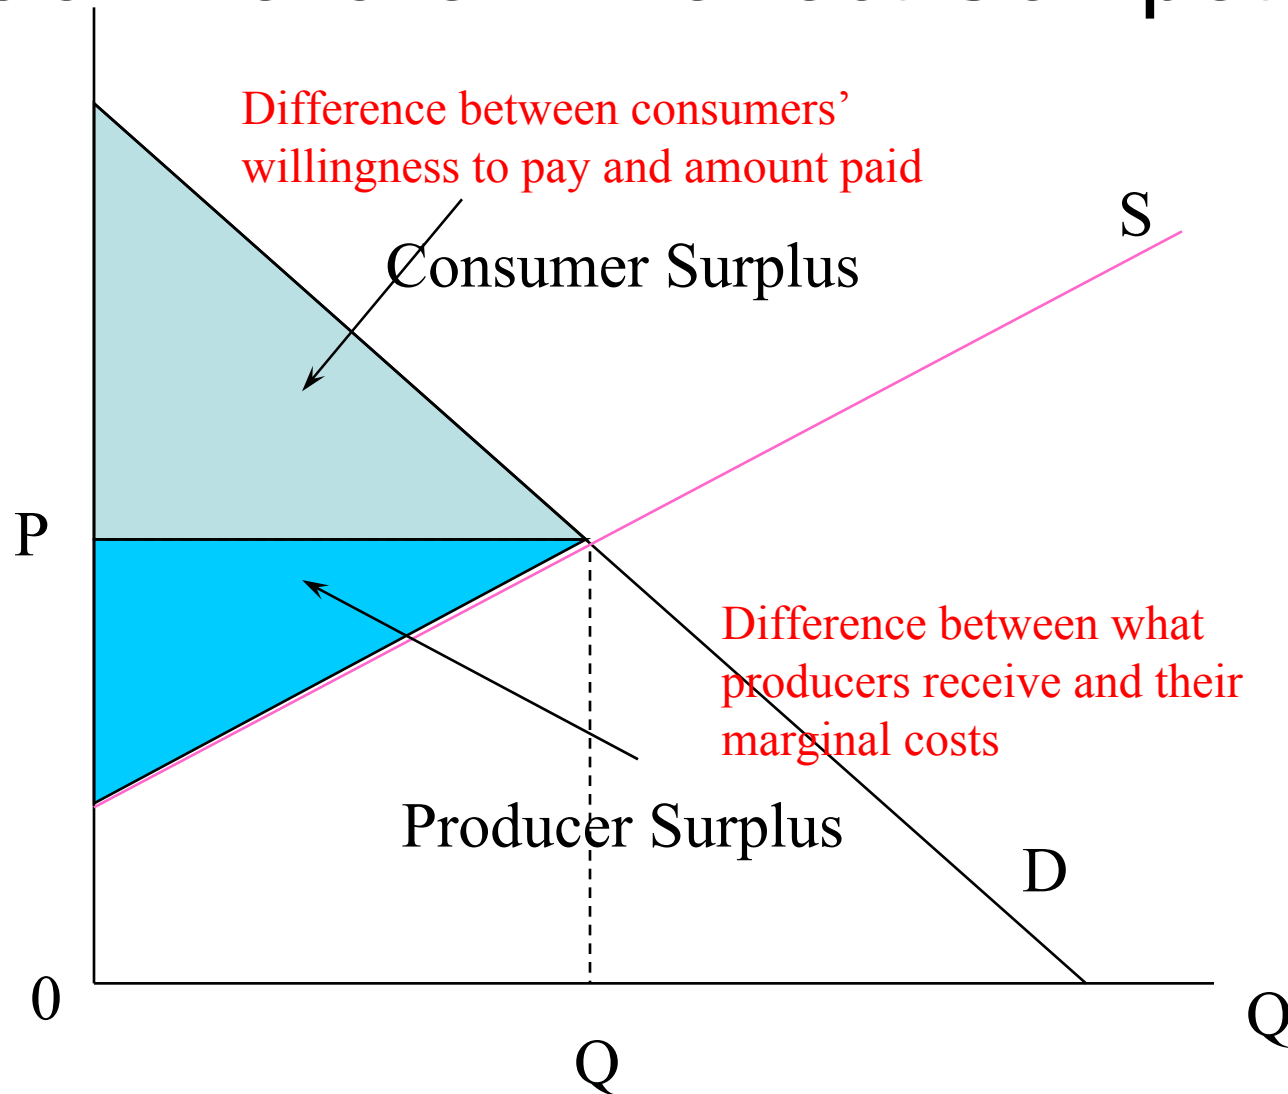 Difference between consumers’
willingness to pay and amount paid
S
Consumer Surplus
P
Difference between what
producers receive and their
marginal costs
Producer Surplus
D
0
Q
Q